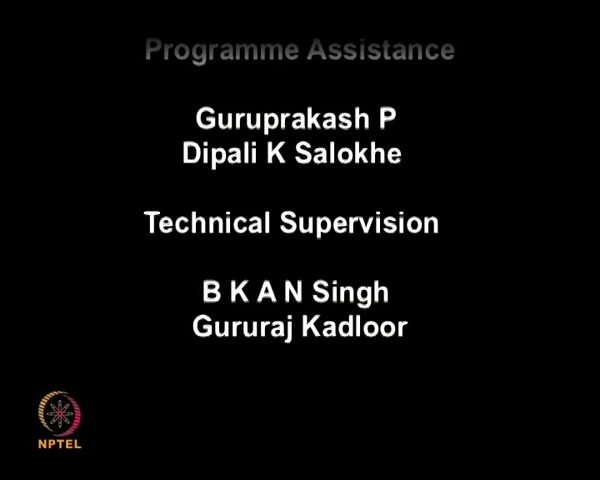 Programme Assistance
Guruprakash P
Dipali K Salokhe
Technical Supervision
B K A N Singh
Gururaj Kadloor
NPTEL